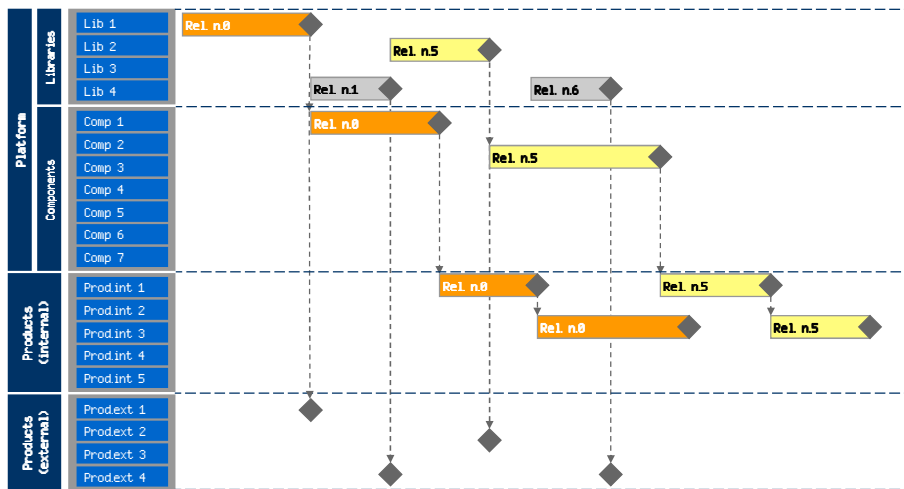 Platform
Libraries
Lib 1
Lib 2
Lib 3
Lib 4
Rel. n.0
Rel. n.5
Rel. n.1
Rel. n.6
Components
Comp 1
Comp 2
Comp 3
Comp 4
Comp 5
Comp 6
Comp 7
Rel. n.0
Rel. n.5
Products
(internal)
Prod.int 1
Prod.int 2
Prod.int 3
Prod.int 4
Prod.int 5
Rel. n.0
Rel. n.5
Rel. n.0
Rel. n.5
Products
(external)
Prod.ext 1
Prod.ext 2
Prod.ext 3
Prod.ext 4